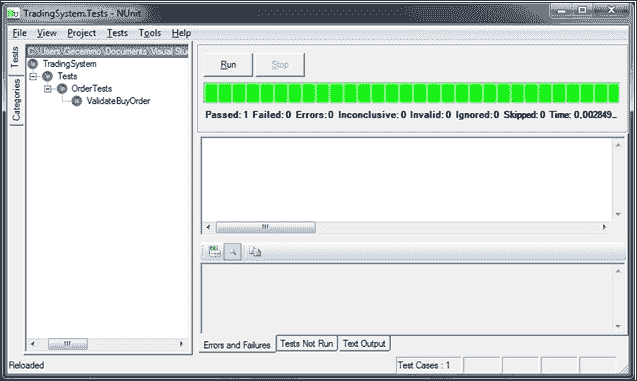 TradingSystem.Tests - NUnit
File View Project Tests Tools Help
Tests
Categories
C:\Users\Gecemmo\Documents\Visual Stu
TradingSystem
Tests
OrderTests
ValidateBuyOrder
Run Stop
Passed: 1 Failed: 0 Errors: 0 Inconclusive: 0 Invalid: 0 Ignored: 0 Skipped: 0 Time: 0,002849...
Errors and Failures Tests Not Run Text Output
Reloaded
Test Cases : 1